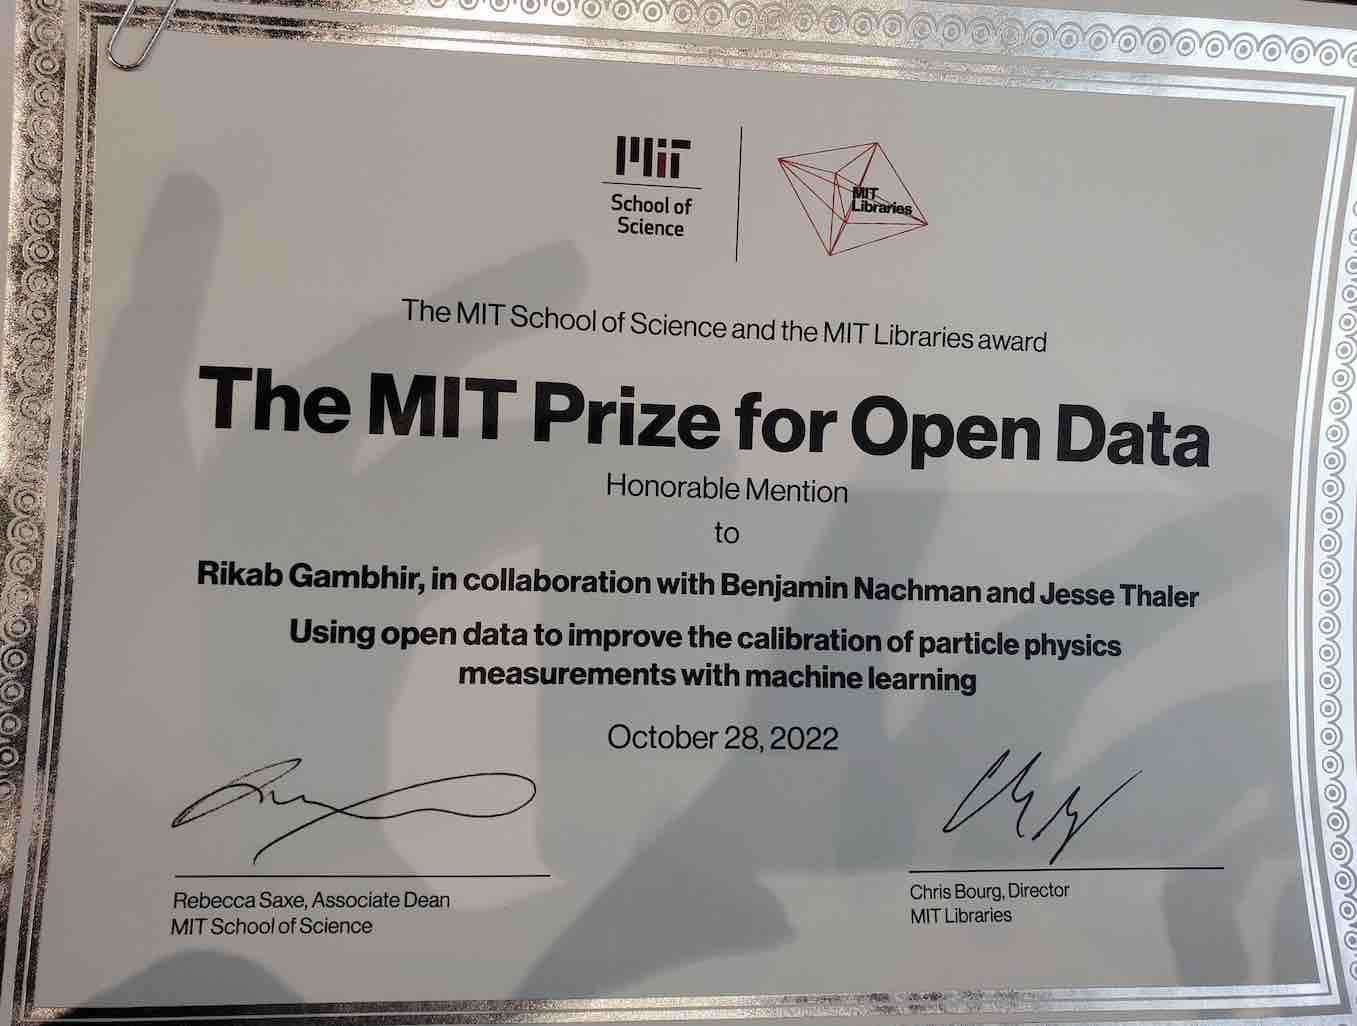 MIT
School of
Science
MIT
Libraries
The MIT School of Science and the MIT Libraries award
The MIT Prize for Open Data
Honorable Mention
to
Rikab Gambhir, in collaboration with Benjamin Nachman and Jesse Thaler
Using open data to improve the calibration of particle physics
measurements with machine learning
October 28, 2022
Rebecca Saxe, Associate Dean
MIT School of Science
Chris Bourg, Director
MIT Libraries